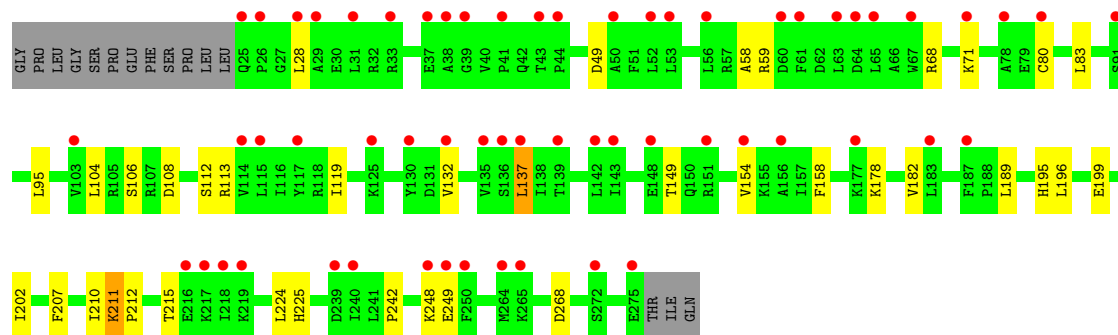 GLY PRO LEU GLY SER PRO GLU PHE SER PRO LEU LEU Q25 P26 G27 L28 A29 E30 L31 R32 R33 E37 A38 G39 V40 P41 Q42 T43 P44 D49 A50 F51 L52 L53 L56 R57 A58 R59 D60 F61 D62 L63 D64 L65 A66 W67 R68 K71 A78 E79 C80 L83
L95 V103 L104 R105 S106 R107 D108 S112 R113 V114 L115 I116 Y117 R118 I119 K125 Y130 D131 V132 V135 S136 L137 I138 T139 L142 I143 E148 T149 Q150 R151 V154 K155 A156 I157 F158 K177 K178 V182 L183 F187 P188 L189 H195 L196 E199
I202 F207 I210 K211 P212 T215 E216 K217 I218 K219 L224 H225 D239 I240 L241 P242 K248 E249 F250 M264 K265 D268 S272 E275 THR ILE GLN